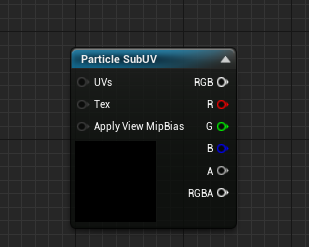 Particle SubUV
UVs RGB
Tex R
Apply View MipBias G
B
A
RGBA